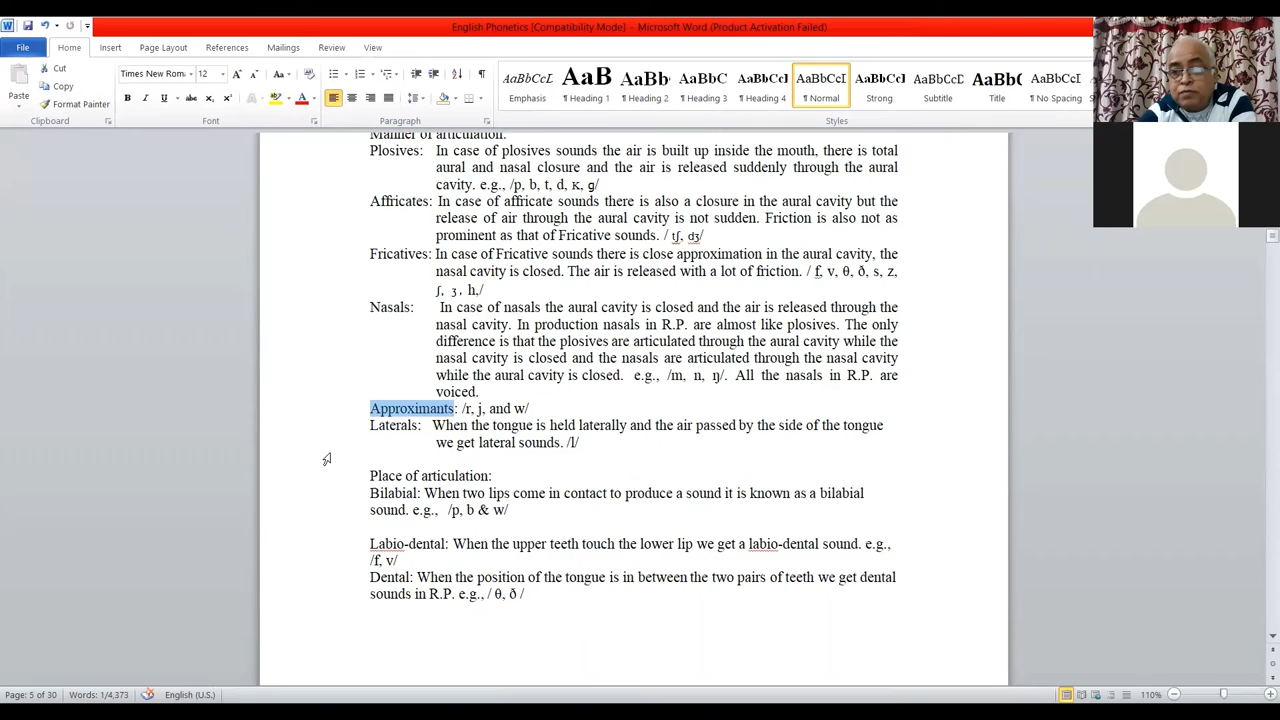 English Phonetics [Compatibility Mode] - Microsoft Word (Product Activation Failed)
File Home Insert Page Layout References Mailings Review View
Paste
Cut
Copy
Format Painter
Times New Rom 12
AaBbCcI AaB AaBb( AaBbC AaBbCc] AaBbCcI AaBbCc] AaBbCcD AaBbC AaBbCcI
Emphasis ¶ Heading 1 ¶ Heading 2 ¶ Heading 3 ¶ Heading 4 ¶ Normal Strong Subtitle Title ¶ No Spacing
Clipboard Font Paragraph Styles
Manner of articulation:
Plosives: In case of plosives sounds the air is built up inside the mouth, there is total
aural and nasal closure and the air is released suddenly through the aural
cavity. e.g., /p, b, t, d, κ, ɡ/
Affricates: In case of affricate sounds there is also a closure in the aural cavity but the
release of air through the aural cavity is not sudden. Friction is also not as
prominent as that of Fricative sounds. / tʃ, dʒ/
Fricatives: In case of Fricative sounds there is close approximation in the aural cavity, the
nasal cavity is closed. The air is released with a lot of friction. / f, v, θ, ð, s, z,
ʃ, ʒ, h,/
Nasals: In case of nasals the aural cavity is closed and the air is released through the
nasal cavity. In production nasals in R.P. are almost like plosives. The only
difference is that the plosives are articulated through the aural cavity while the
nasal cavity is closed and the nasals are articulated through the nasal cavity
while the aural cavity is closed. e.g., /m, n, ŋ/. All the nasals in R.P. are
voiced.
Approximants: /r, j, and w/
Laterals: When the tongue is held laterally and the air passed by the side of the tongue
we get lateral sounds. /l/
Place of articulation:
Bilabial: When two lips come in contact to produce a sound it is known as a bilabial
sound. e.g., /p, b & w/
Labio-dental: When the upper teeth touch the lower lip we get a labio-dental sound. e.g.,
/f, v/
Dental: When the position of the tongue is in between the two pairs of teeth we get dental
sounds in R.P. e.g., / θ, ð /
Page: 5 of 30 Words: 1/4,373 English (U.S.) 110%